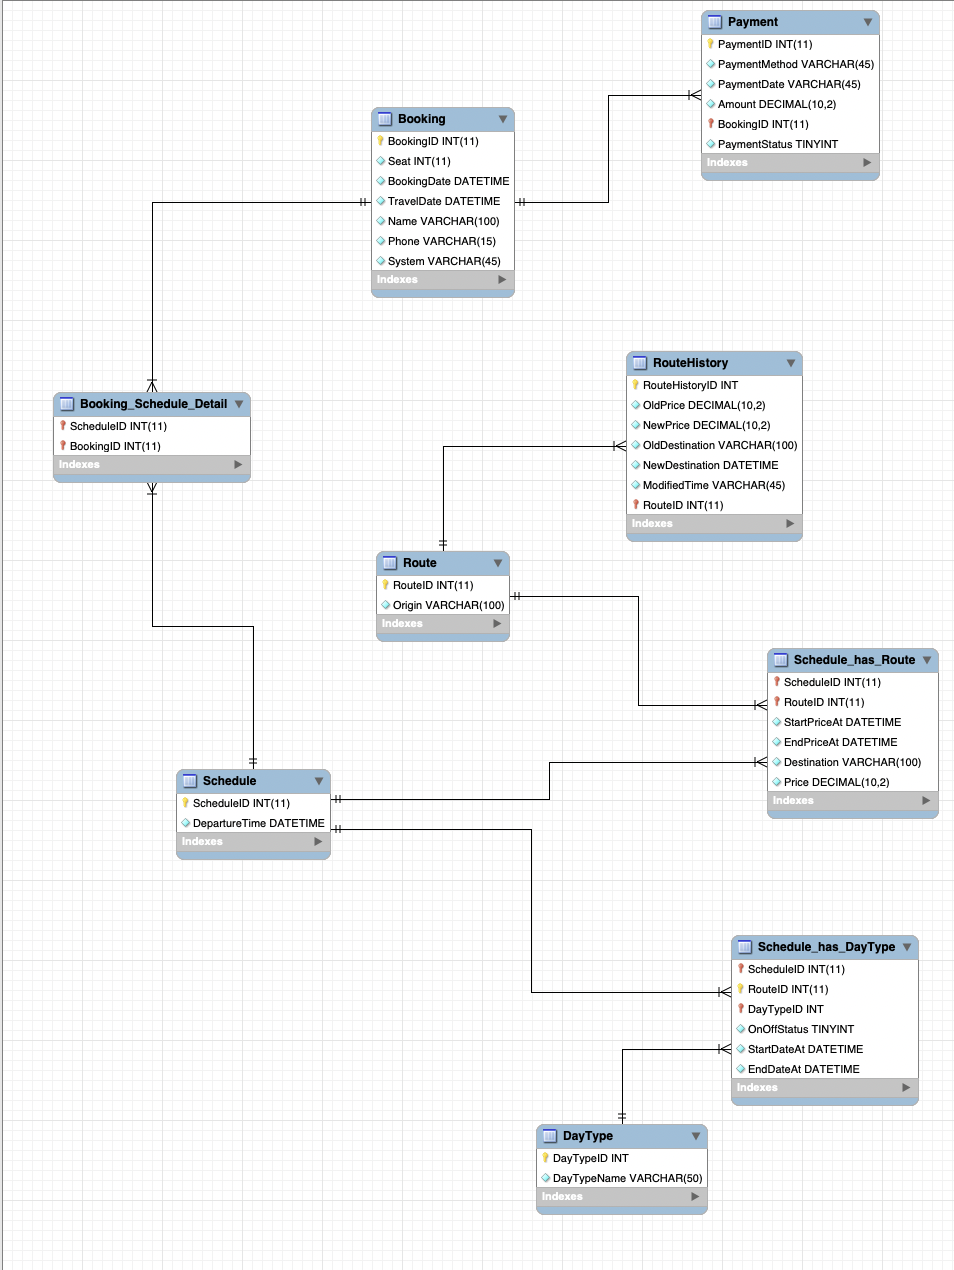 Payment
PaymentID INT(11)
PaymentMethod VARCHAR(45)
PaymentDate VARCHAR(45)
Amount DECIMAL(10,2)
BookingID INT(11)
PaymentStatus TINYINT
Indexes
Booking
BookingID INT(11)
Seat INT(11)
BookingDate DATETIME
TravelDate DATETIME
Name VARCHAR(100)
Phone VARCHAR(15)
System VARCHAR(45)
Indexes
RouteHistory
RouteHistoryID INT
OldPrice DECIMAL(10,2)
NewPrice DECIMAL(10,2)
OldDestination VARCHAR(100)
NewDestination DATETIME
ModifiedTime VARCHAR(45)
RouteID INT(11)
Indexes
Booking_Schedule_Detail
ScheduleID INT(11)
BookingID INT(11)
Indexes
Route
RouteID INT(11)
Origin VARCHAR(100)
Indexes
Schedule_has_Route
ScheduleID INT(11)
RouteID INT(11)
StartPriceAt DATETIME
EndPriceAt DATETIME
Destination VARCHAR(100)
Price DECIMAL(10,2)
Indexes
Schedule
ScheduleID INT(11)
DepartureTime DATETIME
Indexes
Schedule_has_DayType
ScheduleID INT(11)
RouteID INT(11)
DayTypeID INT
OnOffStatus TINYINT
StartDateAt DATETIME
EndDateAt DATETIME
Indexes
DayType
DayTypeID INT
DayTypeName VARCHAR(50)
Indexes